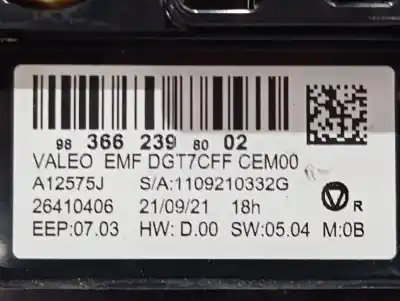 98 366 239 80 02
VALEO EMF DGT7CFF CEM00
A12575J S/A:1109210332G
26410406 21/09/21 18h
V R
EEP:07.03 HW: D.00 SW:05.04 M:0B